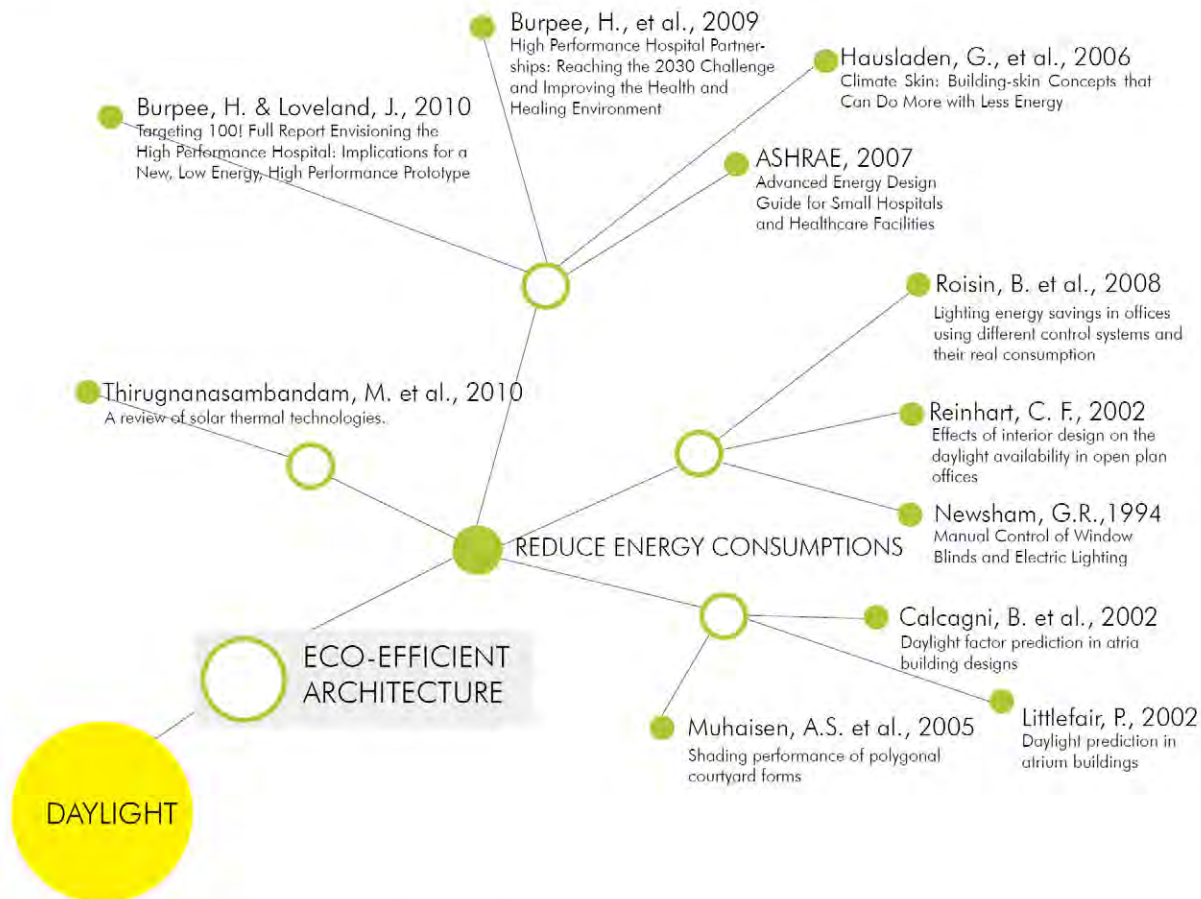 Burpee, H., et al., 2009
High Performance Hospital Partner-
ships: Reaching the 2030 Challenge
and Improving the Health and
Healing Environment
Hausladen, G., et al., 2006
Climate Skin: Building-skin Concepts that
Can Do More with Less Energy
Burpee, H. & Loveland, J., 2010
Targeting 100! Full Report Envisioning the
High Performance Hospital: Implications for a
New, Low Energy, High Performance Prototype
ASHRAE, 2007
Advanced Energy Design
Guide for Small Hospitals
and Healthcare Facilities
Roisin, B. et al., 2008
Lighting energy savings in offices
using different control systems and
their real consumption
Thirugnanasambandam, M. et al., 2010
A review of solar thermal technologies.
Reinhart, C. F., 2002
Effects of interior design on the
daylight availability in open plan
offices
Newsham, G.R.,1994
Manual Control of Window
Blinds and Electric Lighting
REDUCE ENERGY CONSUMPTIONS
Calcagni, B. et al., 2002
Daylight factor prediction in atria
building designs
ECO-EFFICIENT
ARCHITECTURE
Muhaisen, A.S. et al., 2005
Shading performance of polygonal
courtyard forms
Littlefair, P., 2002
Daylight prediction in
atrium buildings
DAYLIGHT